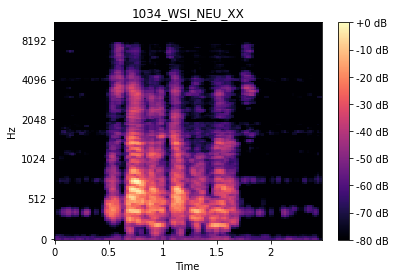 1034_WSI_NEU_XX
8192
4096
2048
1024
512
0
Hz
0
0.5
1
1.5
2
Time
+0 dB
-10 dB
-20 dB
-30 dB
-40 dB
-50 dB
-60 dB
-70 dB
-80 dB